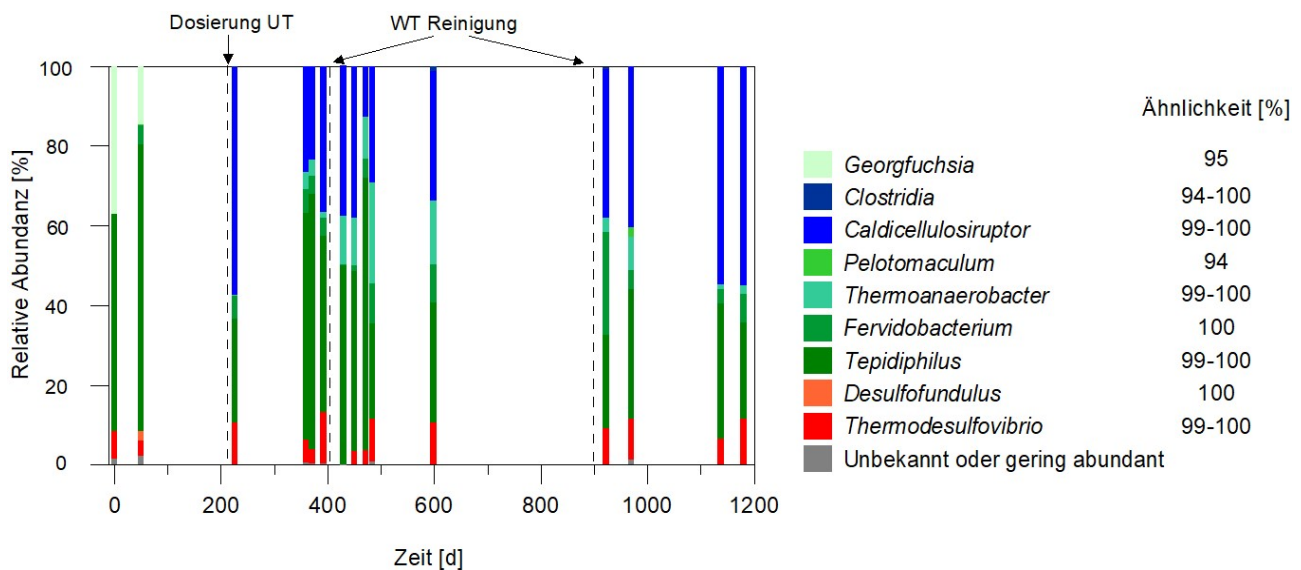 Dosierung UT
WT Reinigung
Relative Abundanz [%]
100
80
60
40
20
0
0
200
400
600
800
1000
1200
Zeit [d]
Ähnlichkeit [%]
Georgfuchsia 95
Clostridia 94-100
Caldicellulosiruptor 99-100
Pelotomaculum 94
Thermoanaerobacter 99-100
Fervidobacterium 100
Tepidiphilus 99-100
Desulfofundulus 100
Thermodesulfovibrio 99-100
Unbekannt oder gering abundant